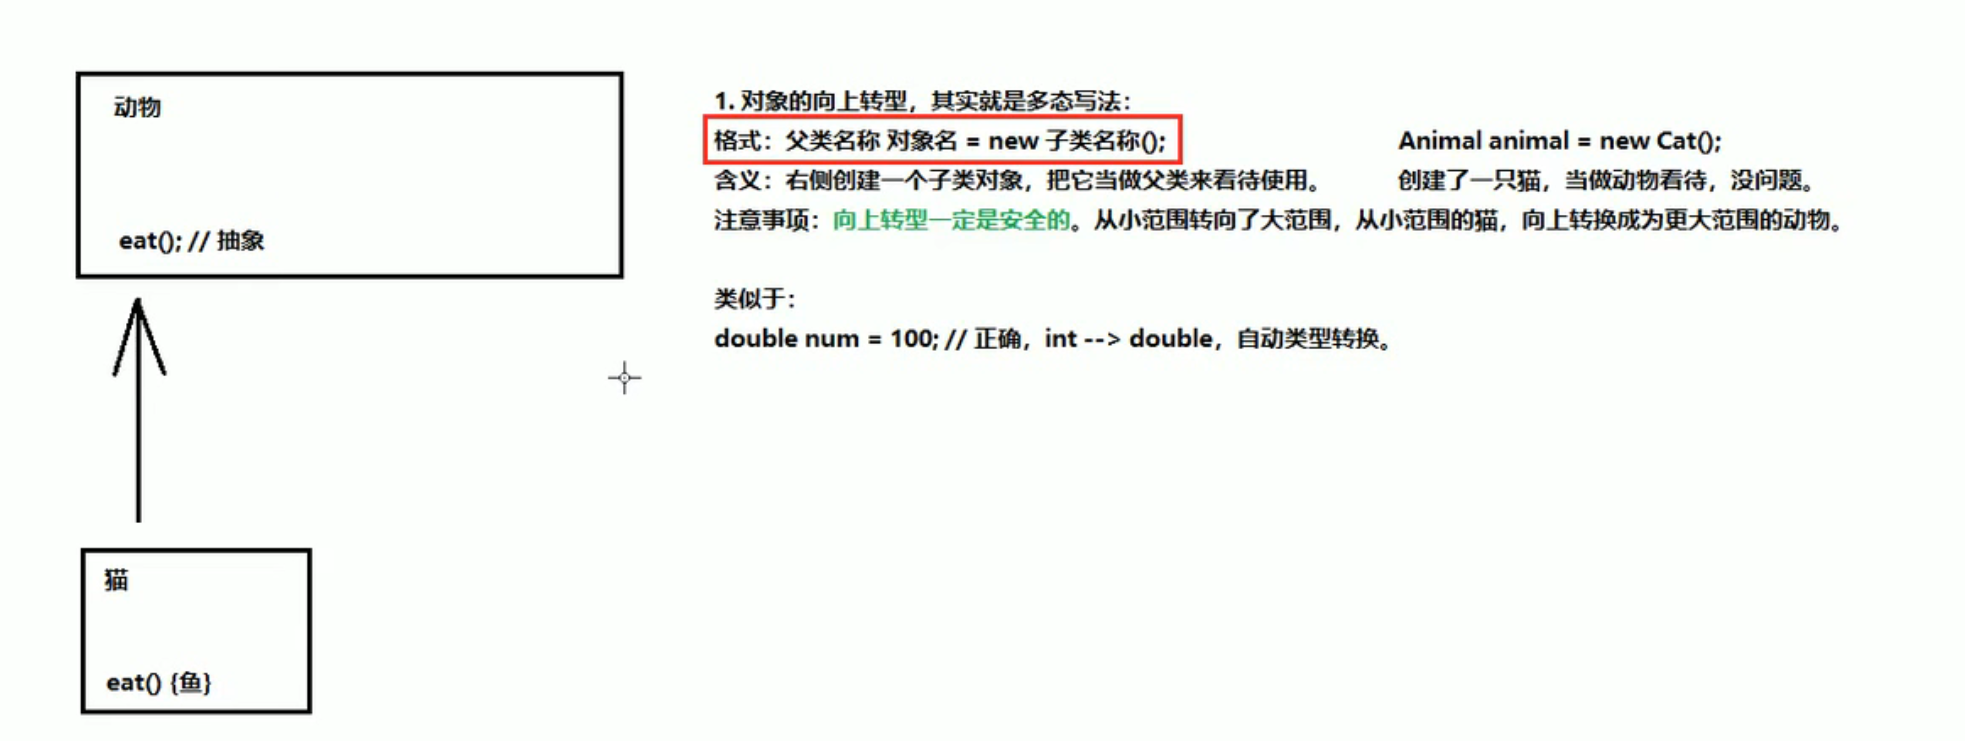 动物
eat(); // 抽象
猫
eat() {鱼}
1. 对象的向上转型，其实就是多态写法：
格式：父类名称 对象名 = new 子类名称();
Animal animal = new Cat();
含义：右侧创建一个子类对象，把它当做父类来看待使用。
创建了一只猫，当做动物看待，没问题。
注意事项：向上转型一定是安全的。从小范围转向了大范围，从小范围的猫，向上转换成为更大范围的动物。
类似于：
double num = 100; // 正确，int --> double，自动类型转换。